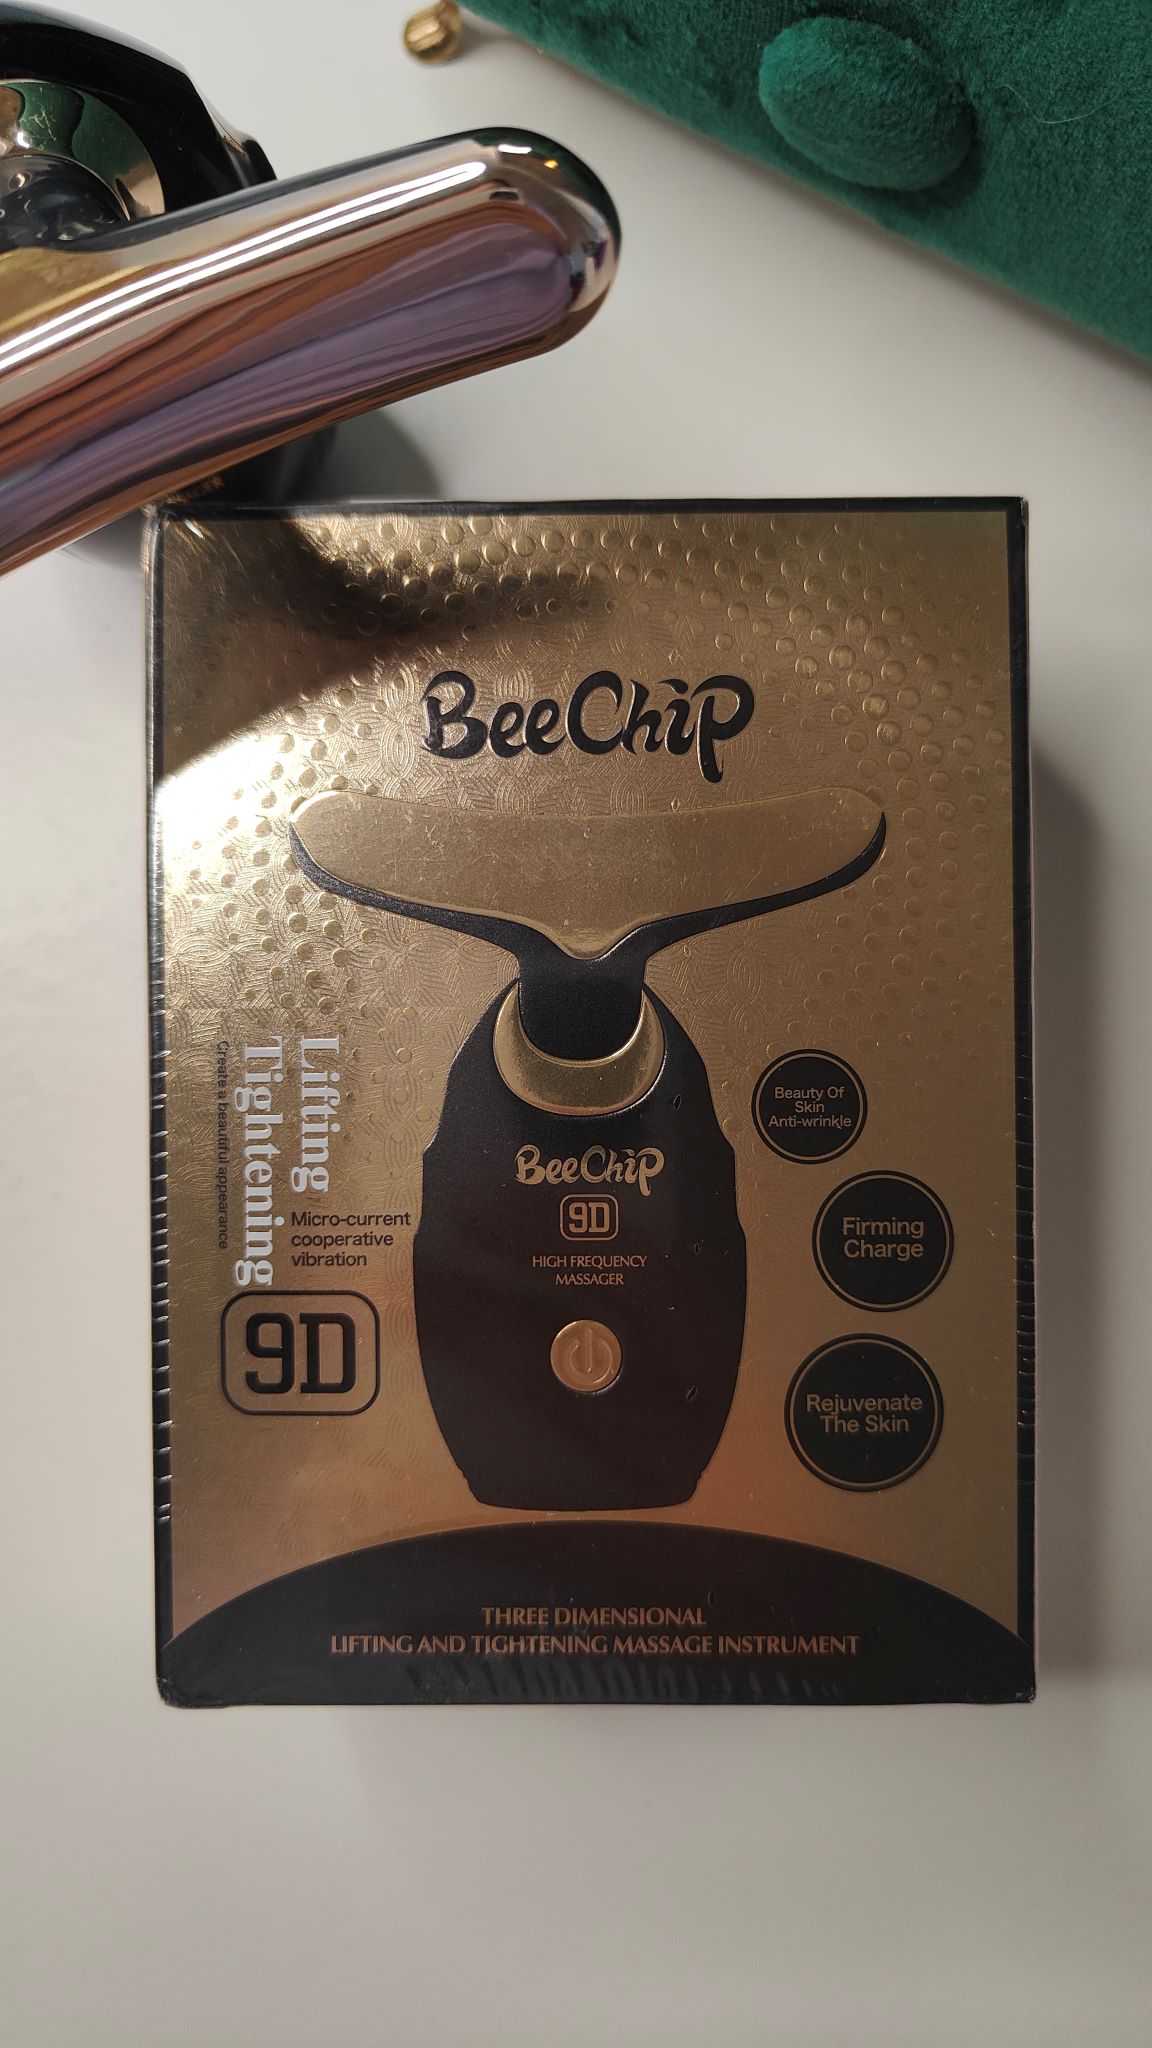 BeeChip
Lifting
Tightening
Create a beautiful appearance
Micro-current
cooperative
vibration
9D
BeeChip
9D
HIGH FREQUENCY
MASSAGER
Beauty Of
Skin
Anti-wrinkle
Firming
Charge
Rejuvenate
The Skin
THREE DIMENSIONAL
LIFTING AND TIGHTENING MASSAGE INSTRUMENT